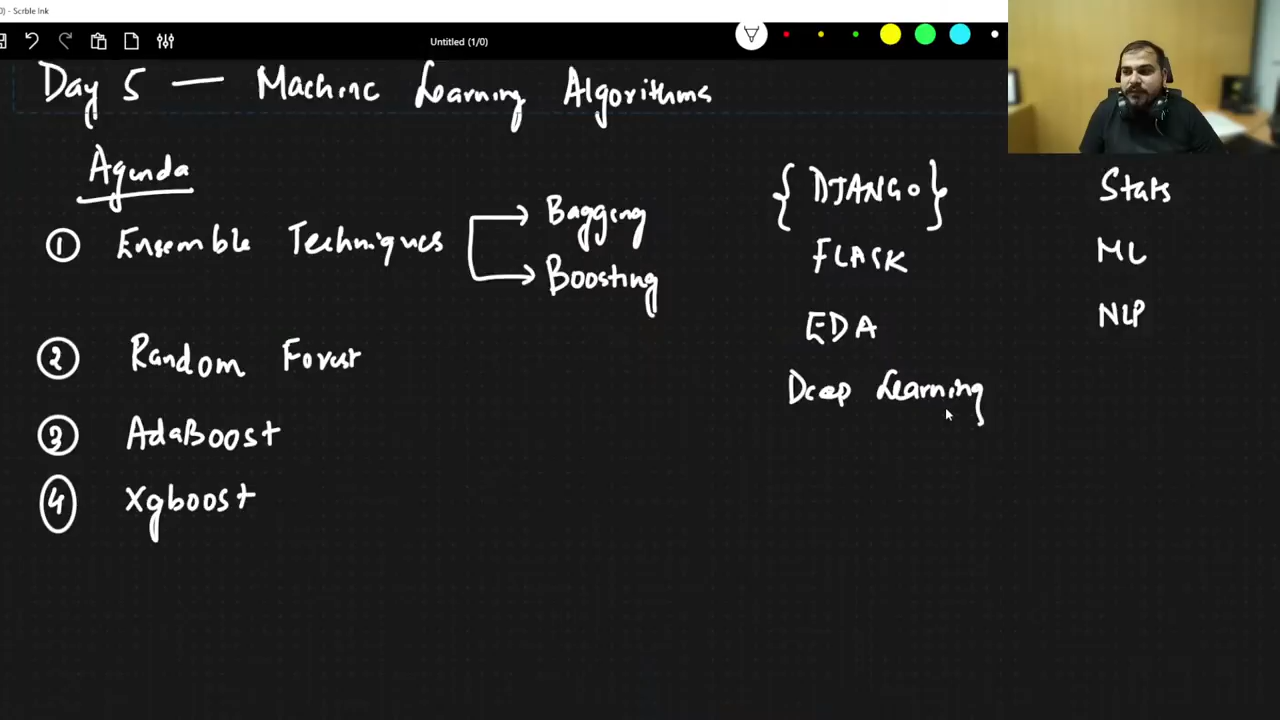 0) - Scrble Ink
Untitled (1/0)
Day 5 — Machine Learning Algorithms
Agenda
① Ensemble Techniques
Bagging
Boosting
② Random Forest
③ AdaBoost
④ Xgboost
{ DJANGO }
FLASK
EDA
Deep Learning
Stats
ML
NLP